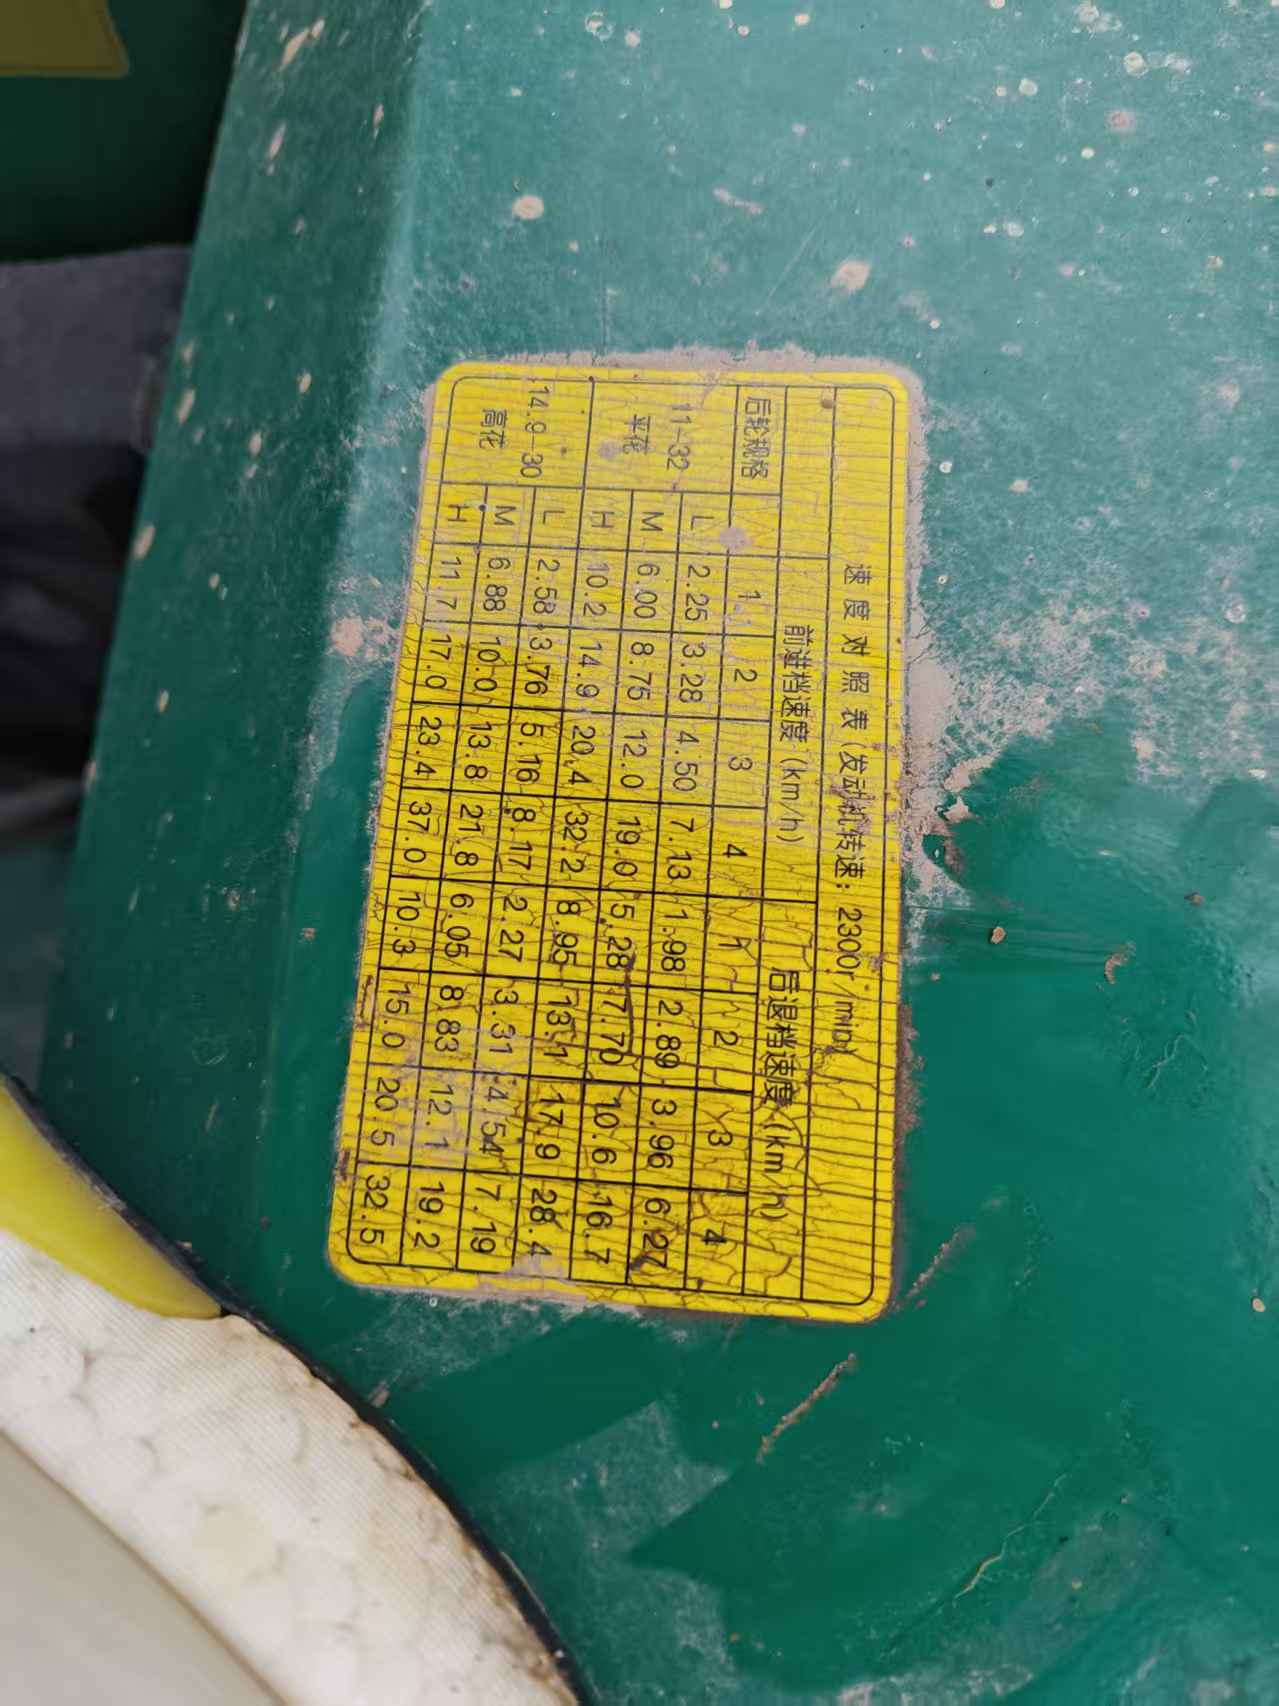 速度对照表(发动机转速:2300r/min)
前进档速度(km/h) 后退档速度(km/h)
后轮规格 1 2 3 4 1 2 3 4
11-32 平花 L 2.25 3.28 4.50 7.13 1.98 2.89 3.96 6.27
M 6.00 8.75 12.0 19.0 5.28 7.70 10.6 16.7
H 10.2 14.9 20.4 32.2 8.95 13.1 17.9 28.4
14.9-30 高花 L 2.58 3.76 5.16 8.17 2.27 3.31 4.54 7.19
M 6.88 10.0 13.8 21.8 6.05 8.83 12.1 19.2
H 11.7 17.0 23.4 37.0 10.3 15.0 20.5 32.5